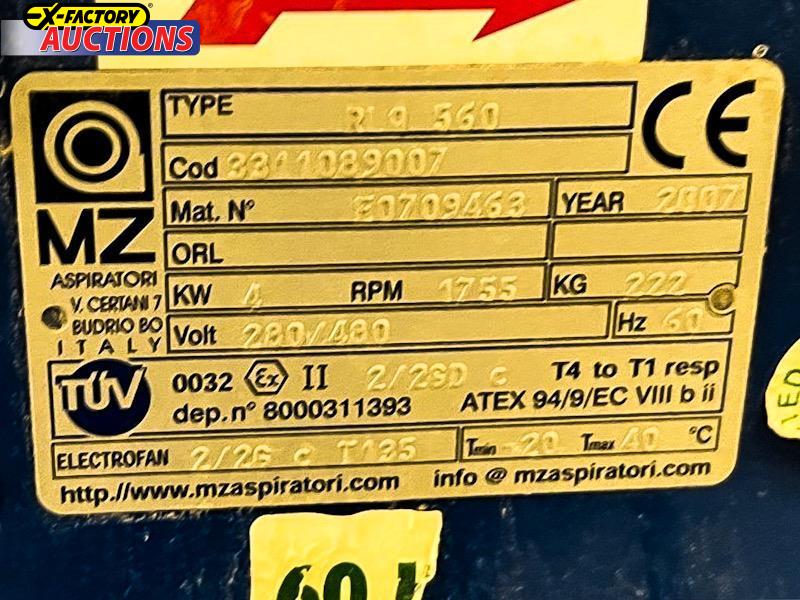 X-FACTORY
AUCTIONS
TYPE RLQ 560
Cod 3311089007
Mat. N° E0709463 YEAR 2007
ORL
KW 4 RPM 1755 KG 222
Volt 280/480 Hz 60
MZ
ASPIRATORI
V. CERTANI 7
BUDRIO BO
ITALY
TÜV 0032 Ex II 2/2GD c T4 to T1 resp
dep.n° 8000311393 ATEX 94/9/EC VIII b ii
ELECTROFAN 2/2G c T135 Tmin -20 Tmax 40 °C
http.//www.mzaspiratori.com info @ mzaspiratori.com
CE